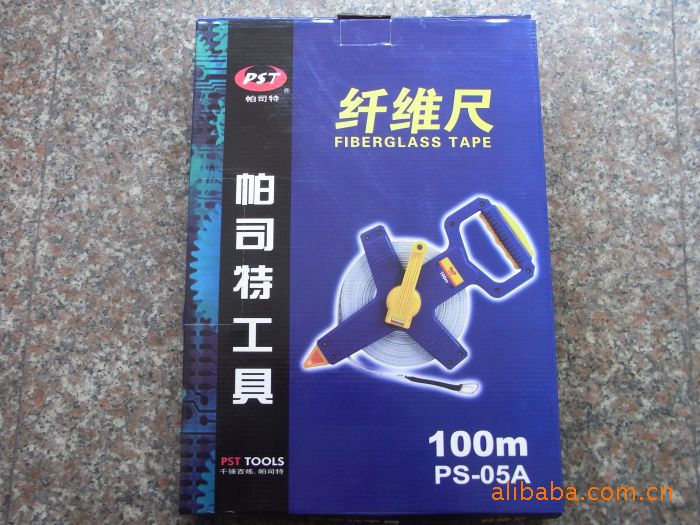 PST
®
帕司特
纤维尺
FIBERGLASS TAPE
帕司特工具
100m
PS-05A
PST TOOLS
千锤百炼,帕司特
alibaba.com.cn